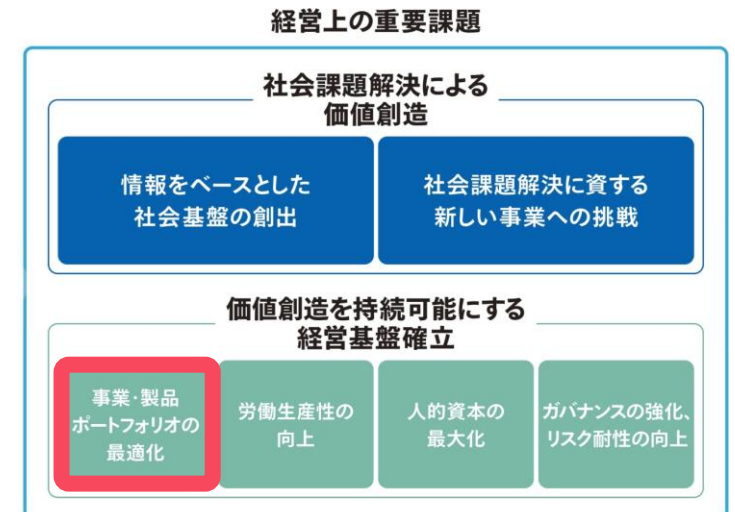 経営上の重要課題
社会課題解決による
価値創造
情報をベースとした
社会基盤の創出
社会課題解決に資する
新しい事業への挑戦
価値創造を持続可能にする
経営基盤確立
事業・製品
ポートフォリオの
最適化
労働生産性の
向上
人的資本の
最大化
ガバナンスの強化、
リスク耐性の向上